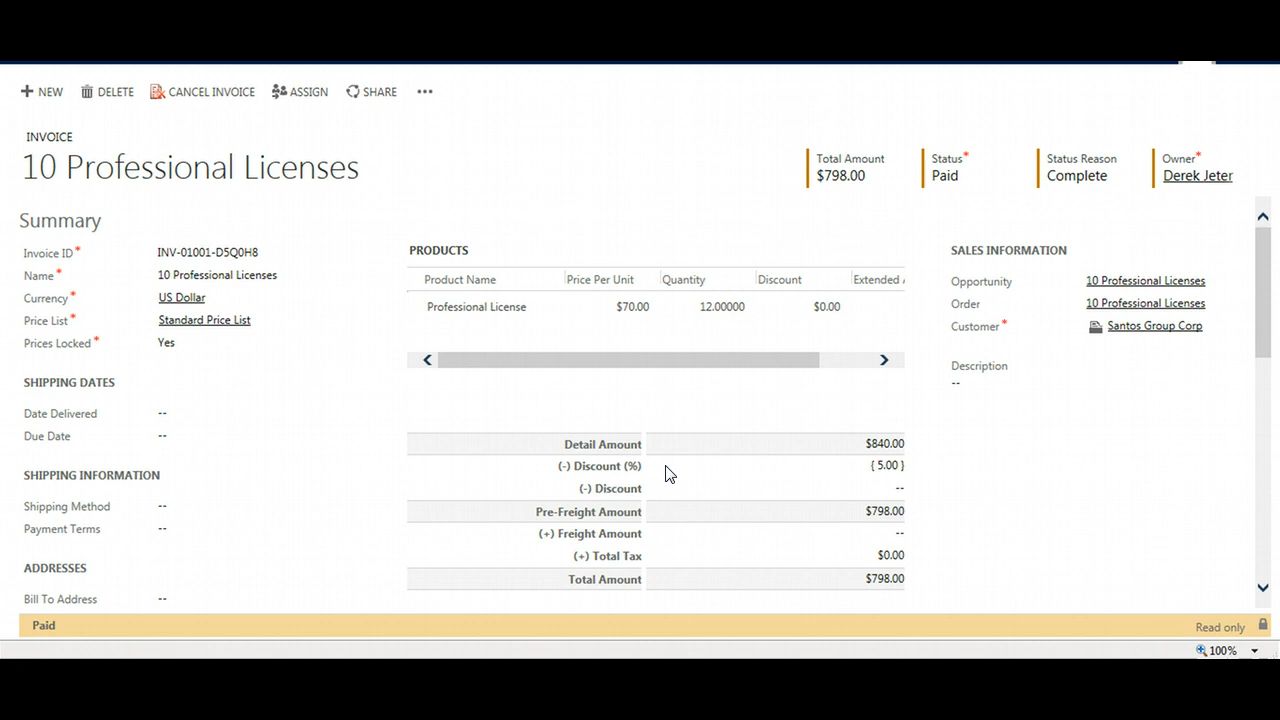 NEW DELETE CANCEL INVOICE ASSIGN SHARE •••
INVOICE
10 Professional Licenses
Total Amount
$798.00
Status*
Paid
Status Reason
Complete
Owner*
Derek Jeter
Summary
Invoice ID* INV-01001-D5Q0H8
Name* 10 Professional Licenses
Currency* US Dollar
Price List* Standard Price List
Prices Locked* Yes
SHIPPING DATES
Date Delivered --
Due Date --
SHIPPING INFORMATION
Shipping Method --
Payment Terms --
ADDRESSES
Bill To Address --
PRODUCTS
Product Name Price Per Unit Quantity Discount Extended
Professional License $70.00 12.00000 $0.00
Detail Amount $840.00
(-) Discount (%) { 5.00 }
(-) Discount --
Pre-Freight Amount $798.00
(+) Freight Amount --
(+) Total Tax $0.00
Total Amount $798.00
SALES INFORMATION
Opportunity 10 Professional Licenses
Order 10 Professional Licenses
Customer* Santos Group Corp
Description
--
Paid Read only
100%